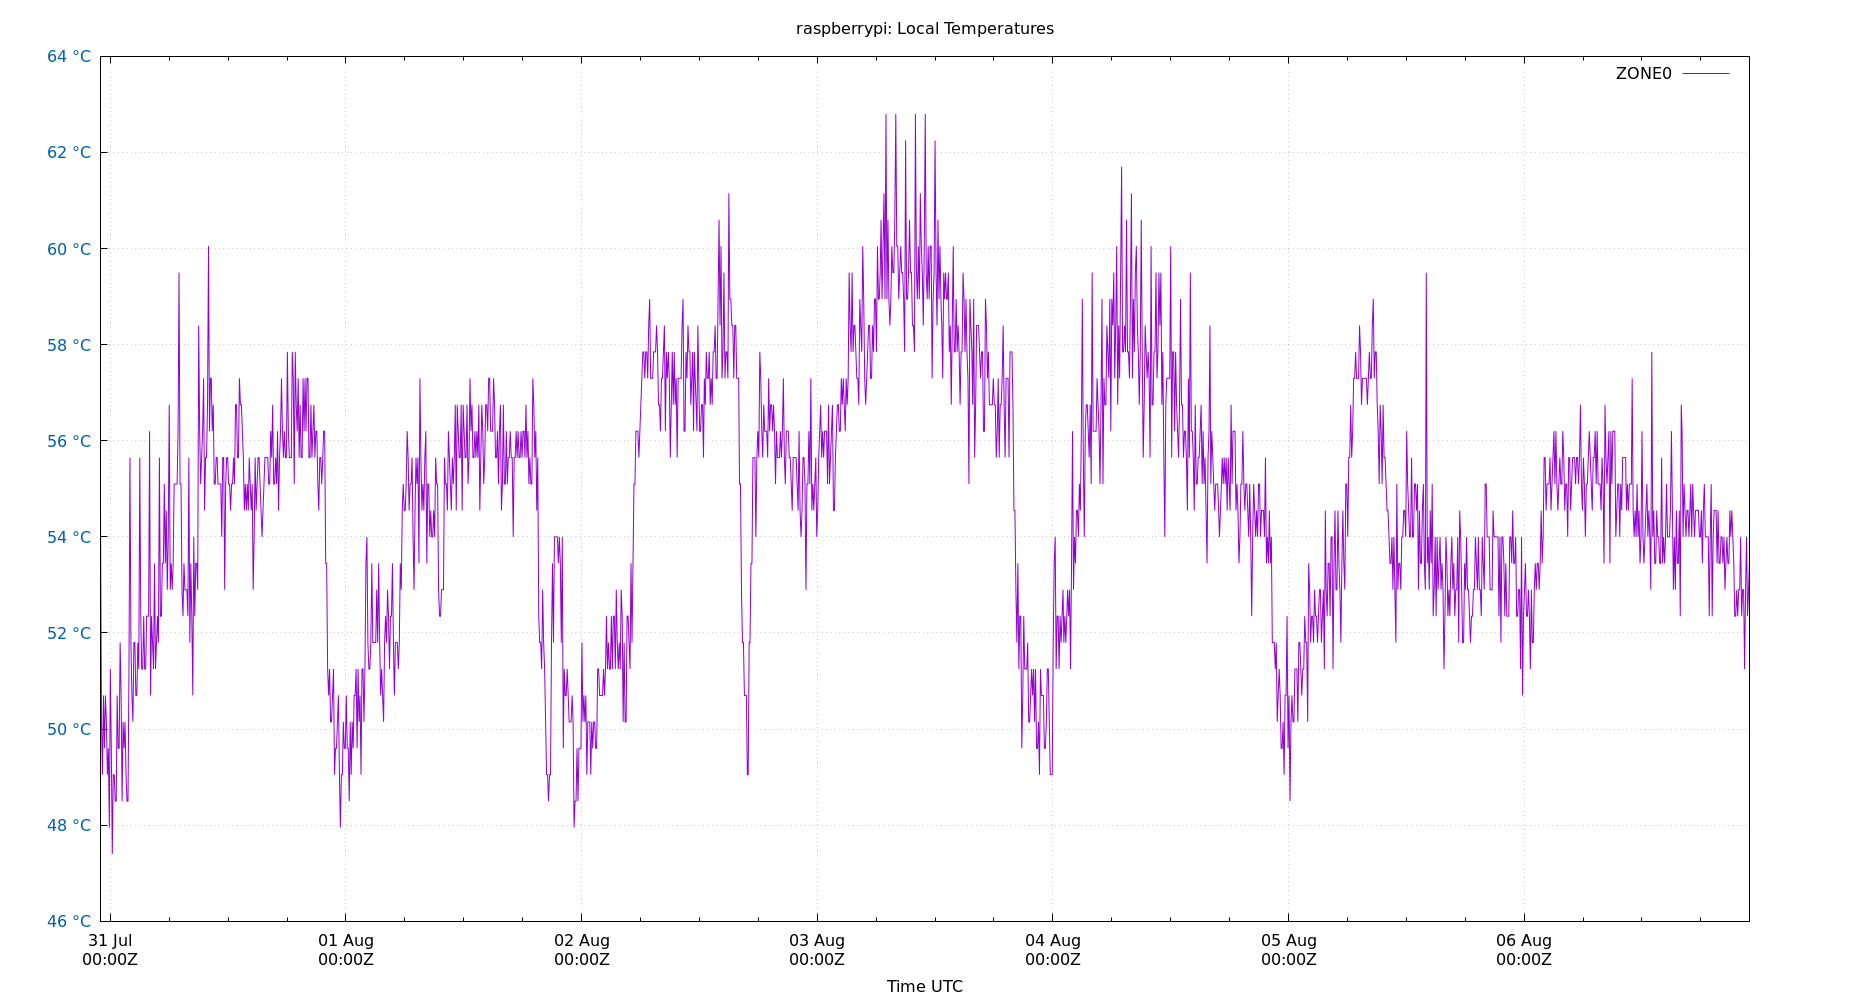 raspberrypi: Local Temperatures
64 °C
ZONE0
62 °C
60 °C
58 °C
56 °C
54 °C
52 °C
50 °C
48 °C
46 °C
31 Jul 01 Aug 02 Aug 03 Aug 04 Aug 05 Aug 06 Aug
00:00Z 00:00Z 00:00Z 00:00Z 00:00Z 00:00Z 00:00Z
Time UTC